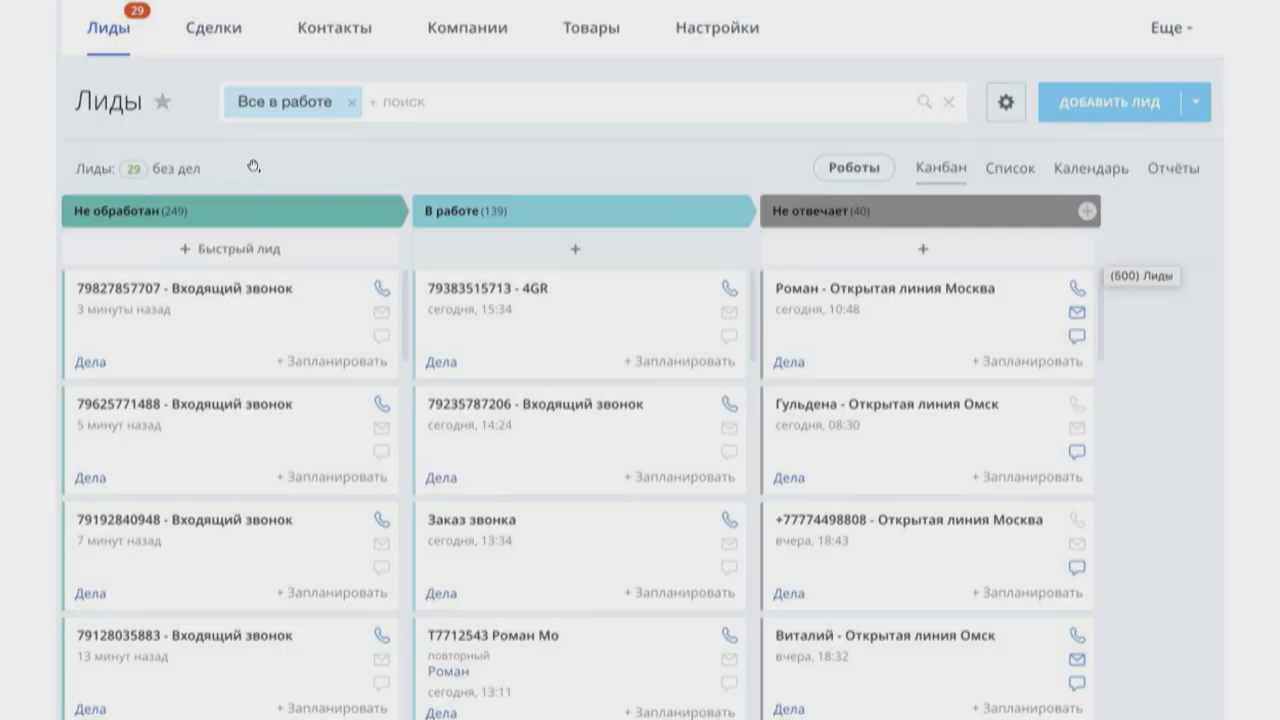 29
Лиды Сделки Контакты Компании Товары Настройки Еще
Лиды Все в работе × + поиск ДОБАВИТЬ ЛИД
Лиды: 29 без дел Роботы Канбан Список Календарь Отчёты
Не обработан (249) В работе (139) Не отвечает (40)
+ Быстрый лид + +
(600) Лиды
79827857707 - Входящий звонок 79383515713 - 4GR Роман - Открытая линия Москва
3 минуты назад сегодня, 15:34 сегодня, 10:48
Дела + Запланировать Дела + Запланировать Дела + Запланировать
79625771488 - Входящий звонок 79235787206 - Входящий звонок Гульдена - Открытая линия Омск
5 минут назад сегодня, 14:24 сегодня, 08:30
Дела + Запланировать Дела + Запланировать Дела + Запланировать
79192840948 - Входящий звонок Заказ звонка +77774498808 - Открытая линия Москва
7 минут назад сегодня, 13:34 вчера, 18:43
Дела + Запланировать Дела + Запланировать Дела + Запланировать
79128035883 - Входящий звонок Т7712543 Роман Мо Виталий - Открытая линия Омск
13 минут назад повторный вчера, 18:32
Роман
сегодня, 13:11
Дела + Запланировать Дела + Запланировать Дела + Запланировать